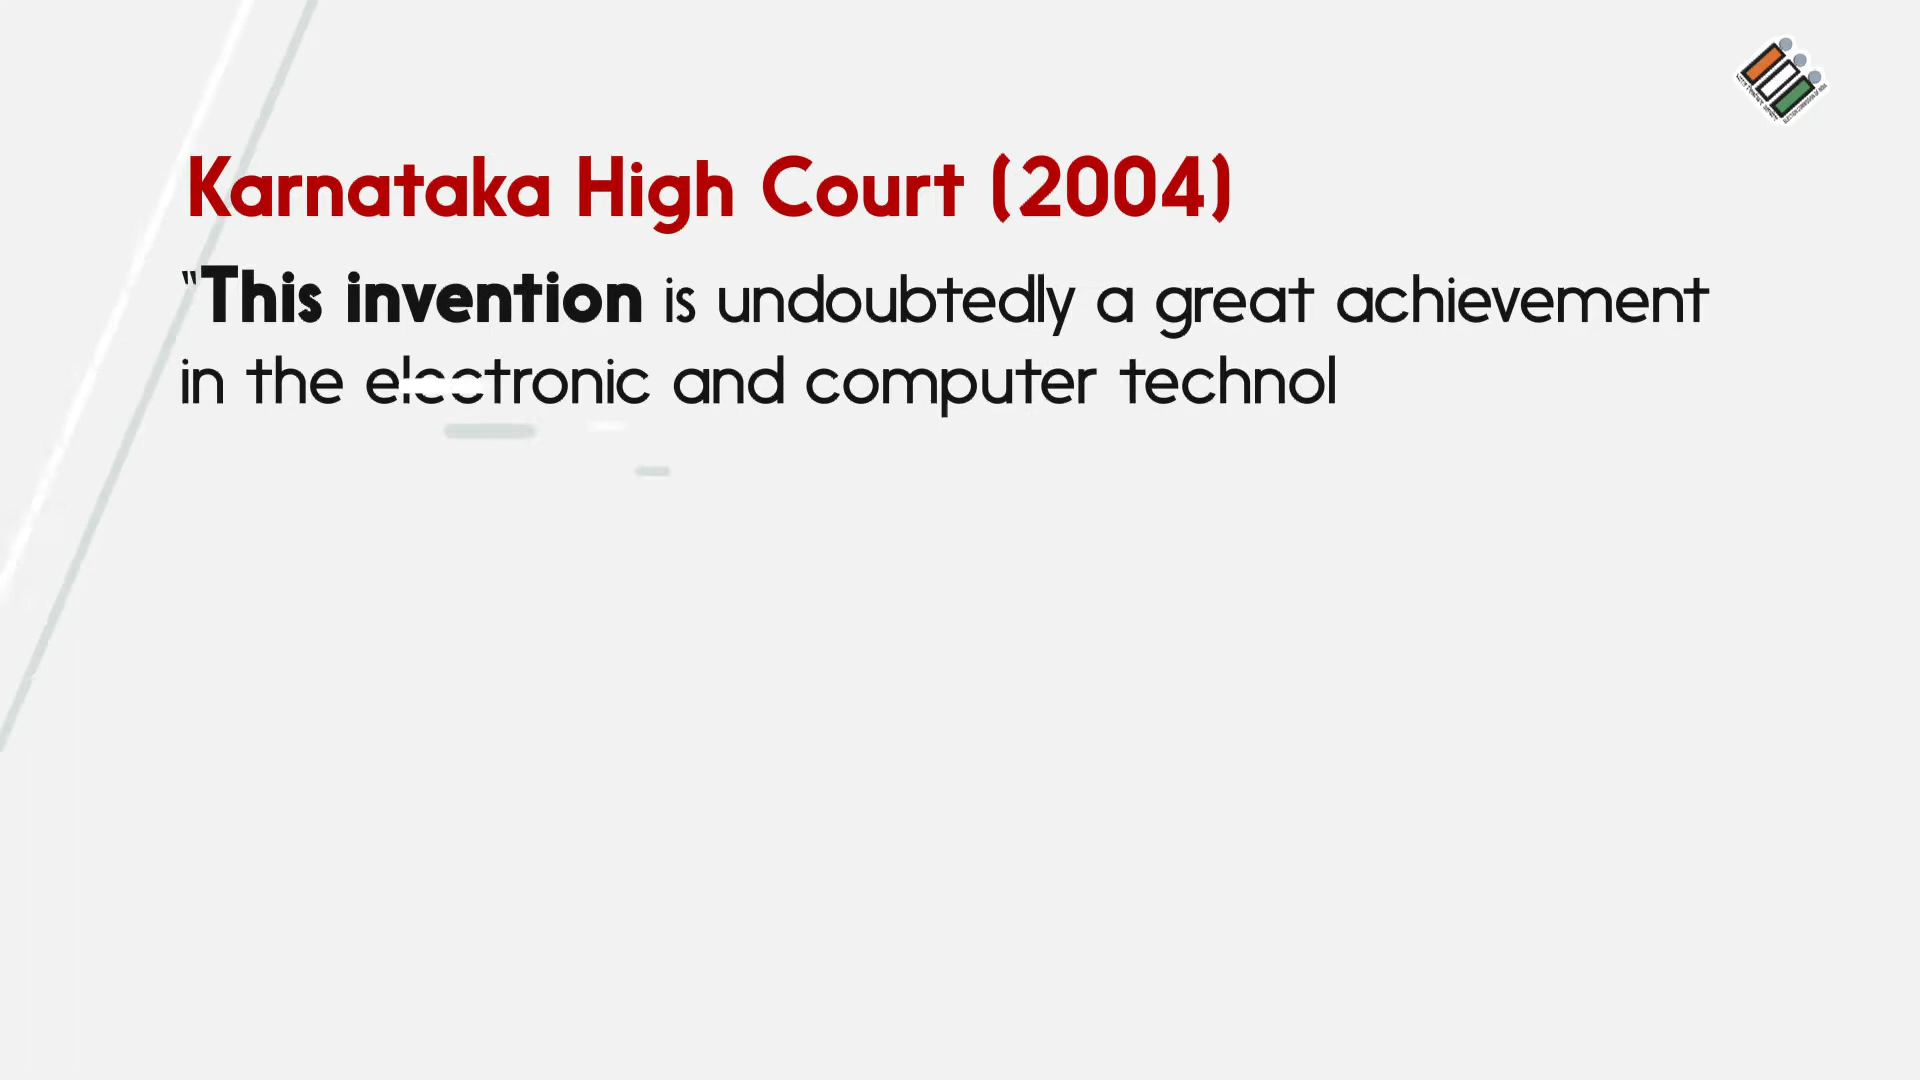 Karnataka High Court (2004)
"This invention is undoubtedly a great achievement
in the electronic and computer technol